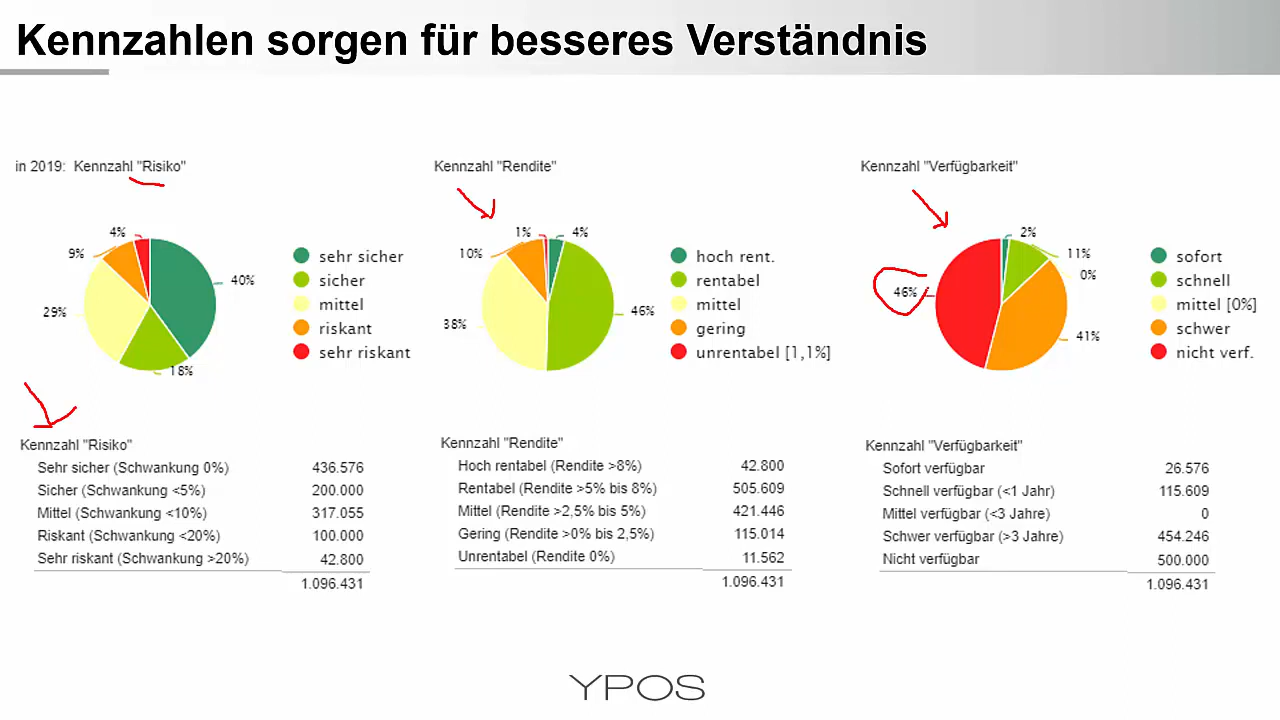 Kennzahlen sorgen für besseres Verständnis
in 2019: Kennzahl "Risiko"
4%
9%
40%
29%
18%
sehr sicher
sicher
mittel
riskant
sehr riskant
Kennzahl "Rendite"
1%
4%
10%
46%
38%
hoch rent.
rentabel
mittel
gering
unrentabel [1,1%]
Kennzahl "Verfügbarkeit"
2%
11%
0%
46%
41%
sofort
schnell
mittel [0%]
schwer
nicht verf.
Kennzahl "Risiko"
Sehr sicher (Schwankung 0%) 436.576
Sicher (Schwankung <5%) 200.000
Mittel (Schwankung <10%) 317.055
Riskant (Schwankung <20%) 100.000
Sehr riskant (Schwankung >20%) 42.800
1.096.431
Kennzahl "Rendite"
Hoch rentabel (Rendite >8%) 42.800
Rentabel (Rendite >5% bis 8%) 505.609
Mittel (Rendite >2,5% bis 5%) 421.446
Gering (Rendite >0% bis 2,5%) 115.014
Unrentabel (Rendite 0%) 11.562
1.096.431
Kennzahl "Verfügbarkeit"
Sofort verfügbar 26.576
Schnell verfügbar (<1 Jahr) 115.609
Mittel verfügbar (<3 Jahre) 0
Schwer verfügbar (>3 Jahre) 454.246
Nicht verfügbar 500.000
1.096.431
YPOS